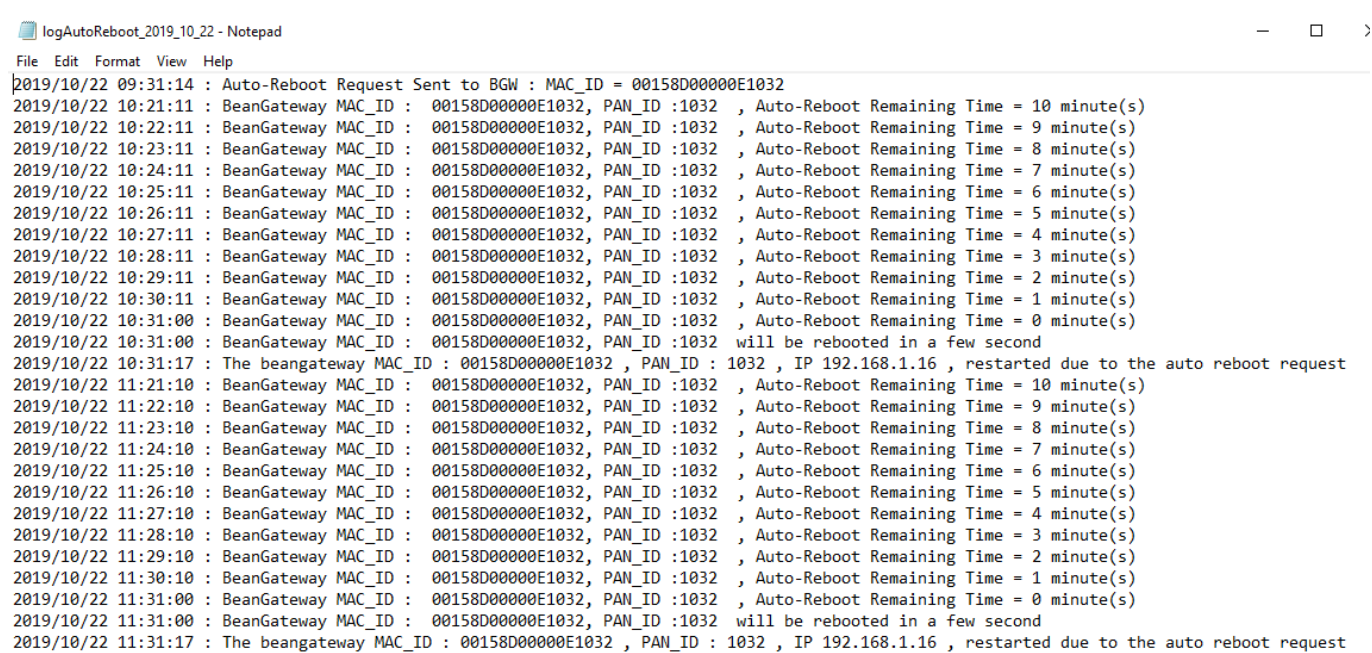 logAutoReboot_2019_10_22 - Notepad
File Edit Format View Help
2019/10/22 09:31:14 : Auto-Reboot Request Sent to BGW : MAC_ID = 00158D00000E1032
2019/10/22 10:21:11 : BeanGateway MAC_ID :  00158D00000E1032, PAN_ID :1032  , Auto-Reboot Remaining Time = 10 minute(s)
2019/10/22 10:22:11 : BeanGateway MAC_ID :  00158D00000E1032, PAN_ID :1032  , Auto-Reboot Remaining Time = 9 minute(s)
2019/10/22 10:23:11 : BeanGateway MAC_ID :  00158D00000E1032, PAN_ID :1032  , Auto-Reboot Remaining Time = 8 minute(s)
2019/10/22 10:24:11 : BeanGateway MAC_ID :  00158D00000E1032, PAN_ID :1032  , Auto-Reboot Remaining Time = 7 minute(s)
2019/10/22 10:25:11 : BeanGateway MAC_ID :  00158D00000E1032, PAN_ID :1032  , Auto-Reboot Remaining Time = 6 minute(s)
2019/10/22 10:26:11 : BeanGateway MAC_ID :  00158D00000E1032, PAN_ID :1032  , Auto-Reboot Remaining Time = 5 minute(s)
2019/10/22 10:27:11 : BeanGateway MAC_ID :  00158D00000E1032, PAN_ID :1032  , Auto-Reboot Remaining Time = 4 minute(s)
2019/10/22 10:28:11 : BeanGateway MAC_ID :  00158D00000E1032, PAN_ID :1032  , Auto-Reboot Remaining Time = 3 minute(s)
2019/10/22 10:29:11 : BeanGateway MAC_ID :  00158D00000E1032, PAN_ID :1032  , Auto-Reboot Remaining Time = 2 minute(s)
2019/10/22 10:30:11 : BeanGateway MAC_ID :  00158D00000E1032, PAN_ID :1032  , Auto-Reboot Remaining Time = 1 minute(s)
2019/10/22 10:31:00 : BeanGateway MAC_ID :  00158D00000E1032, PAN_ID :1032  , Auto-Reboot Remaining Time = 0 minute(s)
2019/10/22 10:31:00 : BeanGateway MAC_ID :  00158D00000E1032, PAN_ID :1032  will be rebooted in a few second
2019/10/22 10:31:17 : The beangateway MAC_ID : 00158D00000E1032 , PAN_ID : 1032 , IP 192.168.1.16 , restarted due to the auto reboot request
2019/10/22 11:21:10 : BeanGateway MAC_ID :  00158D00000E1032, PAN_ID :1032  , Auto-Reboot Remaining Time = 10 minute(s)
2019/10/22 11:22:10 : BeanGateway MAC_ID :  00158D00000E1032, PAN_ID :1032  , Auto-Reboot Remaining Time = 9 minute(s)
2019/10/22 11:23:10 : BeanGateway MAC_ID :  00158D00000E1032, PAN_ID :1032  , Auto-Reboot Remaining Time = 8 minute(s)
2019/10/22 11:24:10 : BeanGateway MAC_ID :  00158D00000E1032, PAN_ID :1032  , Auto-Reboot Remaining Time = 7 minute(s)
2019/10/22 11:25:10 : BeanGateway MAC_ID :  00158D00000E1032, PAN_ID :1032  , Auto-Reboot Remaining Time = 6 minute(s)
2019/10/22 11:26:10 : BeanGateway MAC_ID :  00158D00000E1032, PAN_ID :1032  , Auto-Reboot Remaining Time = 5 minute(s)
2019/10/22 11:27:10 : BeanGateway MAC_ID :  00158D00000E1032, PAN_ID :1032  , Auto-Reboot Remaining Time = 4 minute(s)
2019/10/22 11:28:10 : BeanGateway MAC_ID :  00158D00000E1032, PAN_ID :1032  , Auto-Reboot Remaining Time = 3 minute(s)
2019/10/22 11:29:10 : BeanGateway MAC_ID :  00158D00000E1032, PAN_ID :1032  , Auto-Reboot Remaining Time = 2 minute(s)
2019/10/22 11:30:10 : BeanGateway MAC_ID :  00158D00000E1032, PAN_ID :1032  , Auto-Reboot Remaining Time = 1 minute(s)
2019/10/22 11:31:00 : BeanGateway MAC_ID :  00158D00000E1032, PAN_ID :1032  , Auto-Reboot Remaining Time = 0 minute(s)
2019/10/22 11:31:00 : BeanGateway MAC_ID :  00158D00000E1032, PAN_ID :1032  will be rebooted in a few second
2019/10/22 11:31:17 : The beangateway MAC_ID : 00158D00000E1032 , PAN_ID : 1032 , IP 192.168.1.16 , restarted due to the auto reboot request